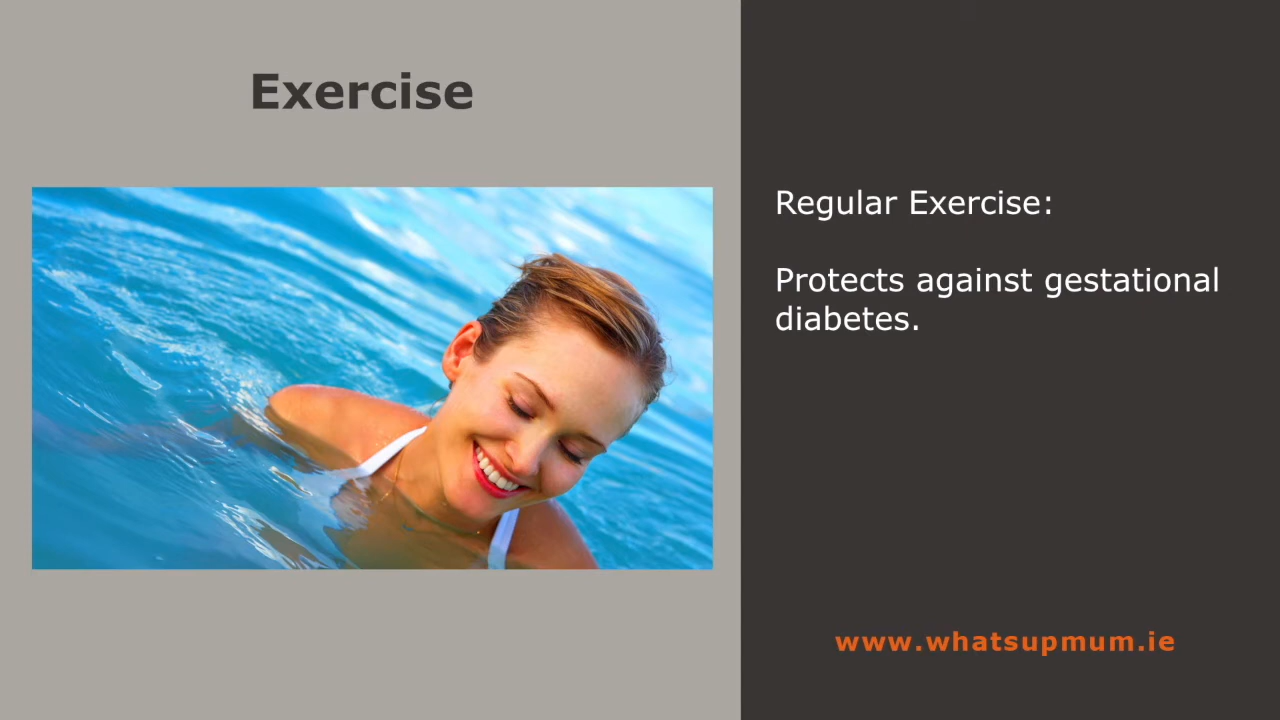 Exercise
Regular Exercise:
Protects against gestational
diabetes.
www.whatsupmum.ie